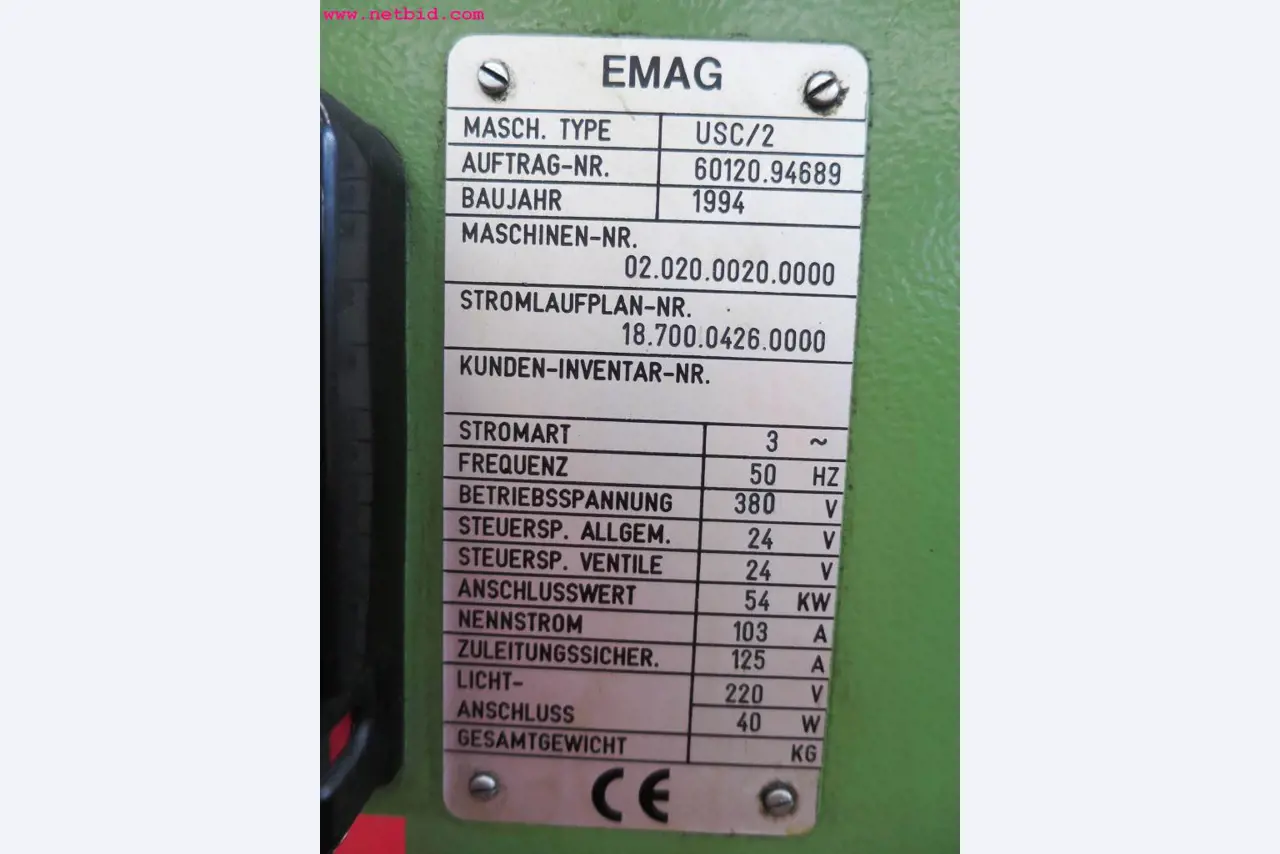 www.netbid.com
EMAG
MASCH. TYPE USC/2
AUFTRAG-NR. 60120.94689
BAUJAHR 1994
MASCHINEN-NR.
02.020.0020.0000
STROMLAUFPLAN-NR.
18.700.0426.0000
KUNDEN-INVENTAR-NR.
STROMART 3 ~
FREQUENZ 50 HZ
BETRIEBSSPANNUNG 380 V
STEUERSP. ALLGEM. 24 V
STEUERSP. VENTILE 24 V
ANSCHLUSSWERT 54 KW
NENNSTROM 103 A
ZULEITUNGSSICHER. 125 A
LICHT- 220 V
ANSCHLUSS 40 W
GESAMTGEWICHT KG
CE